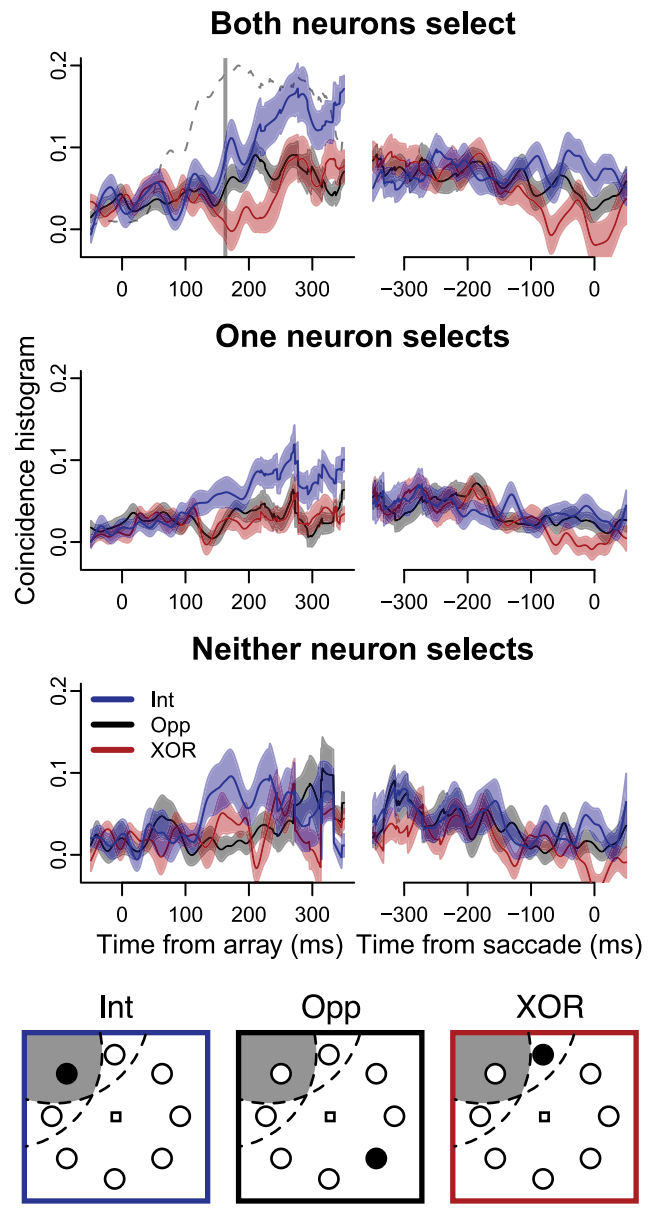 Both neurons select
0.2
0.1
0.0
0 100 200 300 −300 −200 −100 0
One neuron selects
Coincidence histogram
0.2
0.1
0.0
0 100 200 300 −300 −200 −100 0
Neither neuron selects
0.2
Int
Opp
XOR
0.1
0.0
0 100 200 300 −300 −200 −100 0
Time from array (ms) Time from saccade (ms)
Int Opp XOR